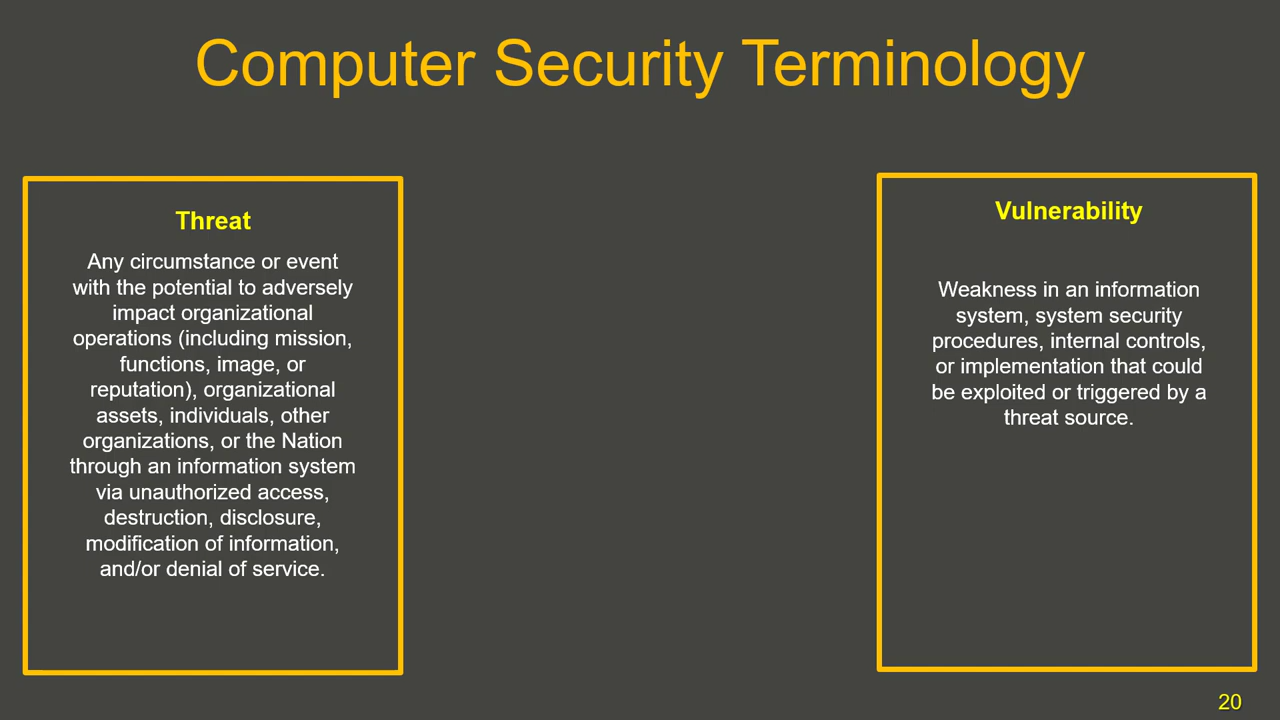 Computer Security Terminology
Threat
Any circumstance or event
with the potential to adversely
impact organizational
operations (including mission,
functions, image, or
reputation), organizational
assets, individuals, other
organizations, or the Nation
through an information system
via unauthorized access,
destruction, disclosure,
modification of information,
and/or denial of service.
Vulnerability
Weakness in an information
system, system security
procedures, internal controls,
or implementation that could
be exploited or triggered by a
threat source.
20